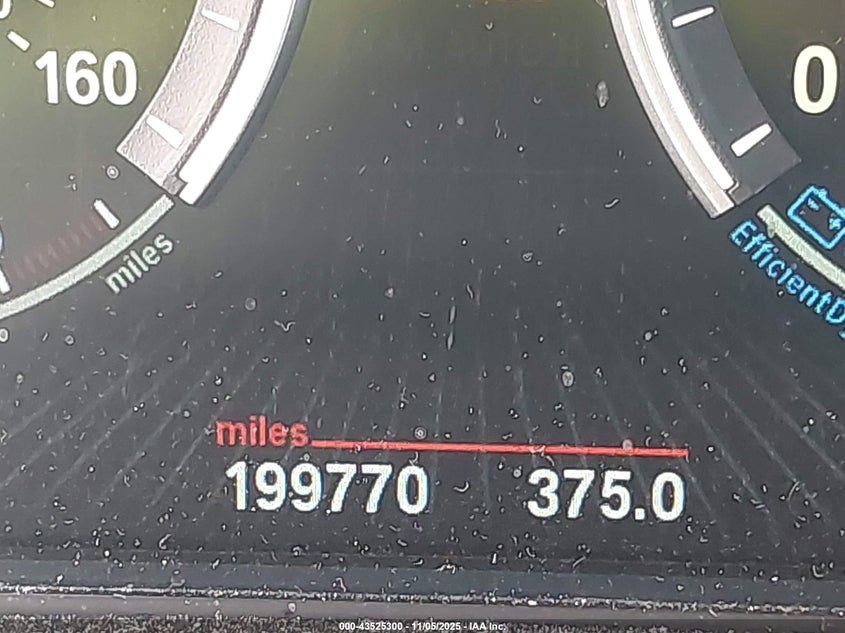 160
0
miles
EfficientDy
miles
199770 375.0
000-43525300 - 11/05/2025 - IAA Inc.